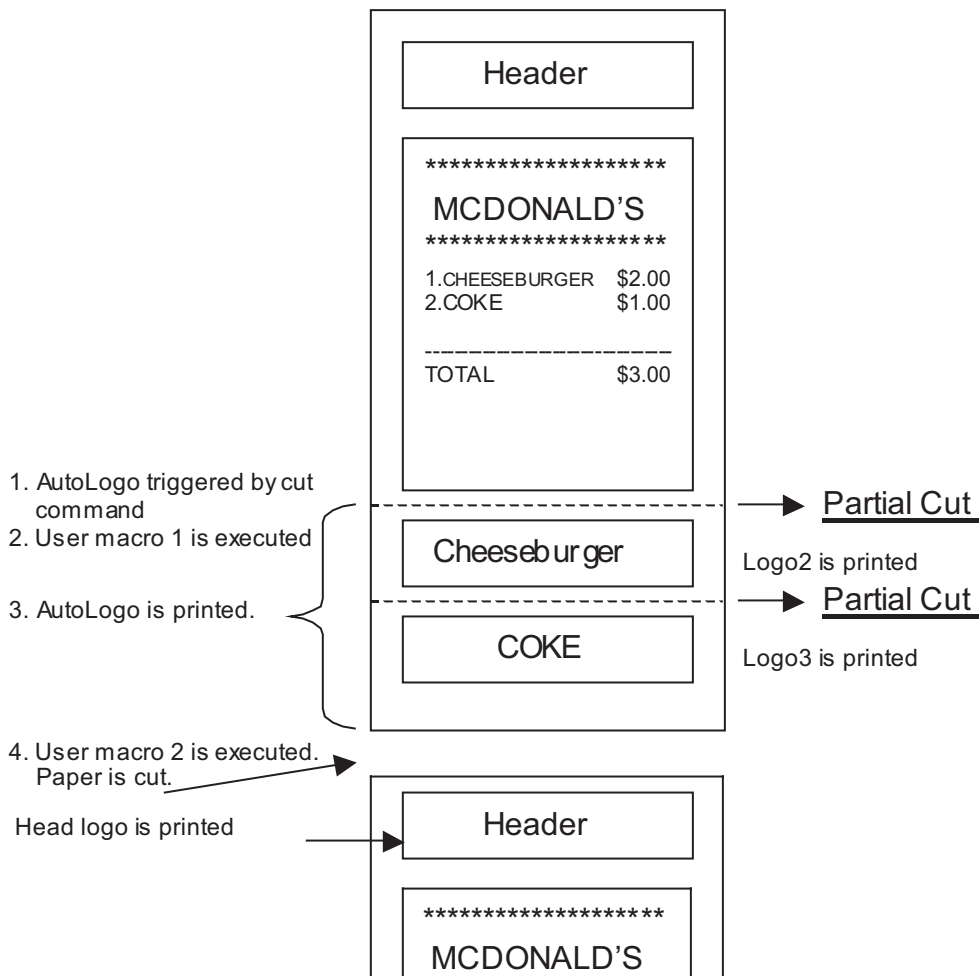 Header
********************
MCDONALD'S
********************
1.CHEESEBURGER $2.00
2.COKE $1.00
-------------------------
TOTAL $3.00
1. AutoLogo triggered by cut
command
Partial Cut
2. User macro 1 is executed
Cheeseburger
Logo2 is printed
3. AutoLogo is printed.
Partial Cut
COKE
Logo3 is printed
4. User macro 2 is executed.
Paper is cut.
Head logo is printed
Header
********************
MCDONALD'S